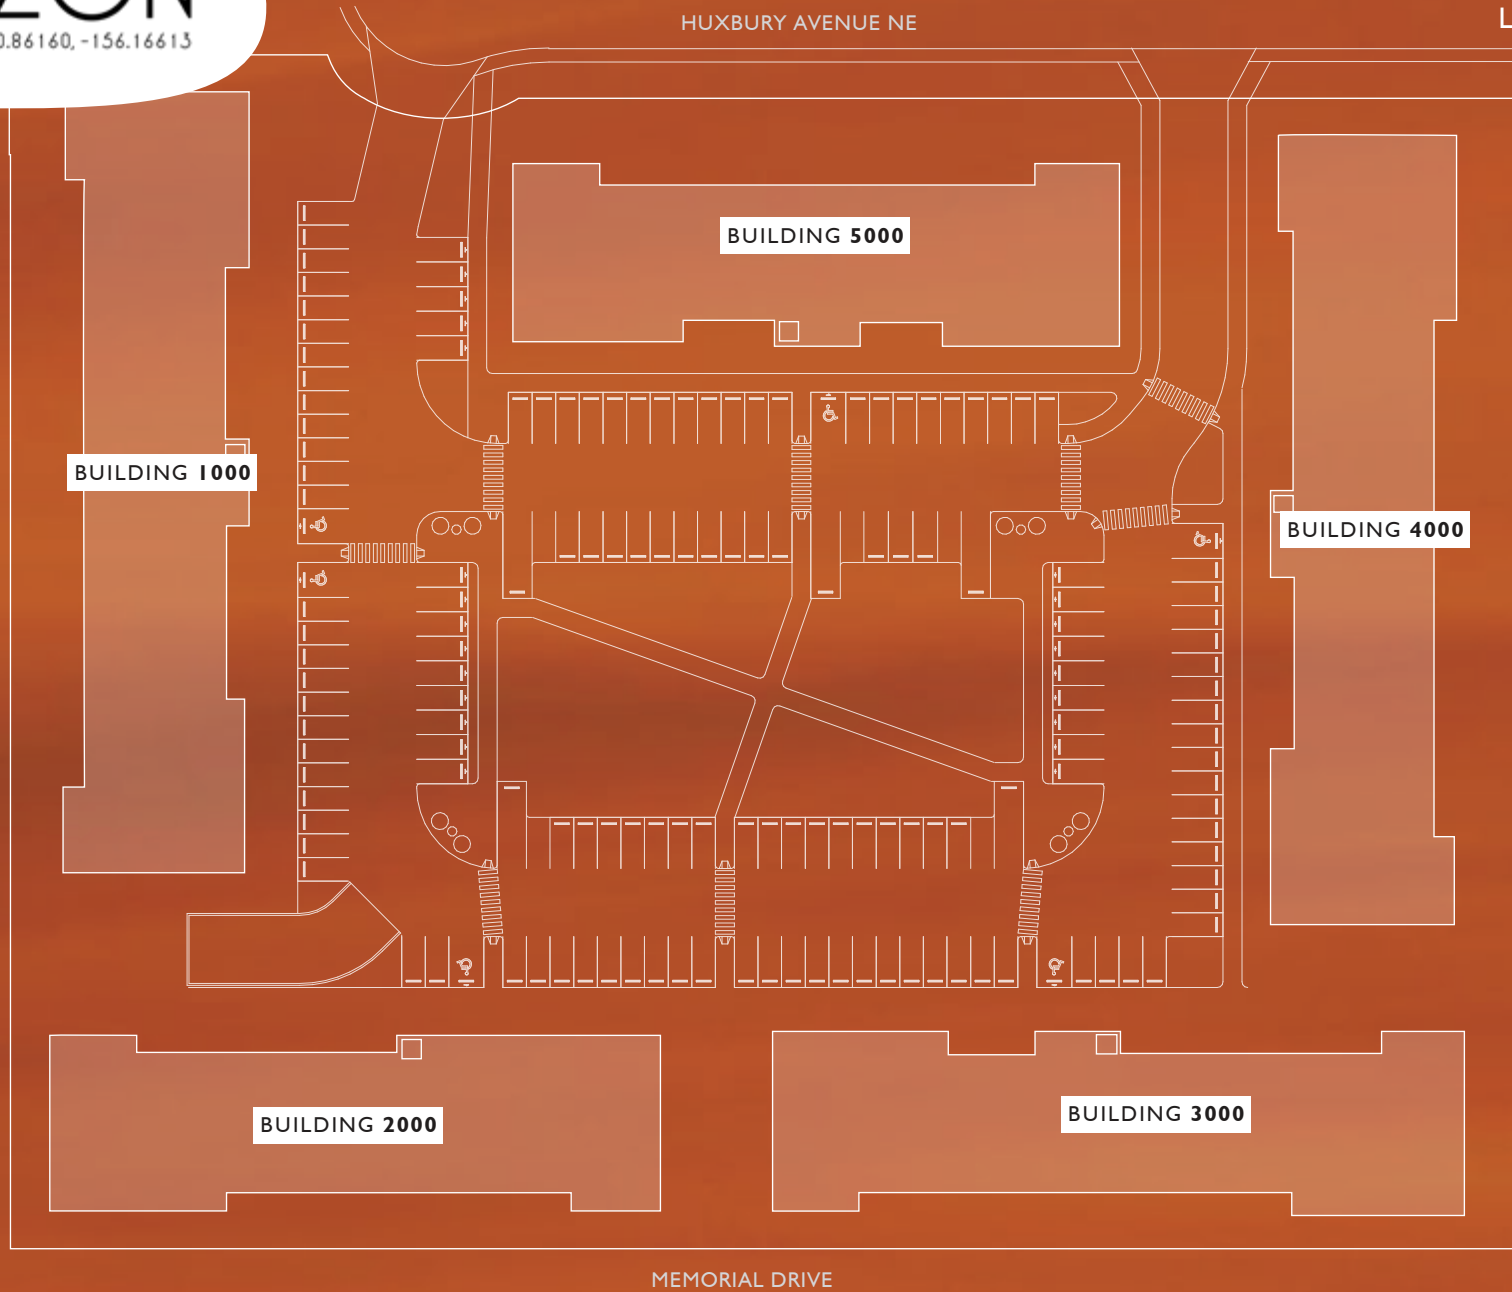 ZON
0.86160, -156.16613
HUXBURY AVENUE NE
L
BUILDING 5000
BUILDING 1000
BUILDING 4000
BUILDING 2000
BUILDING 3000
MEMORIAL DRIVE